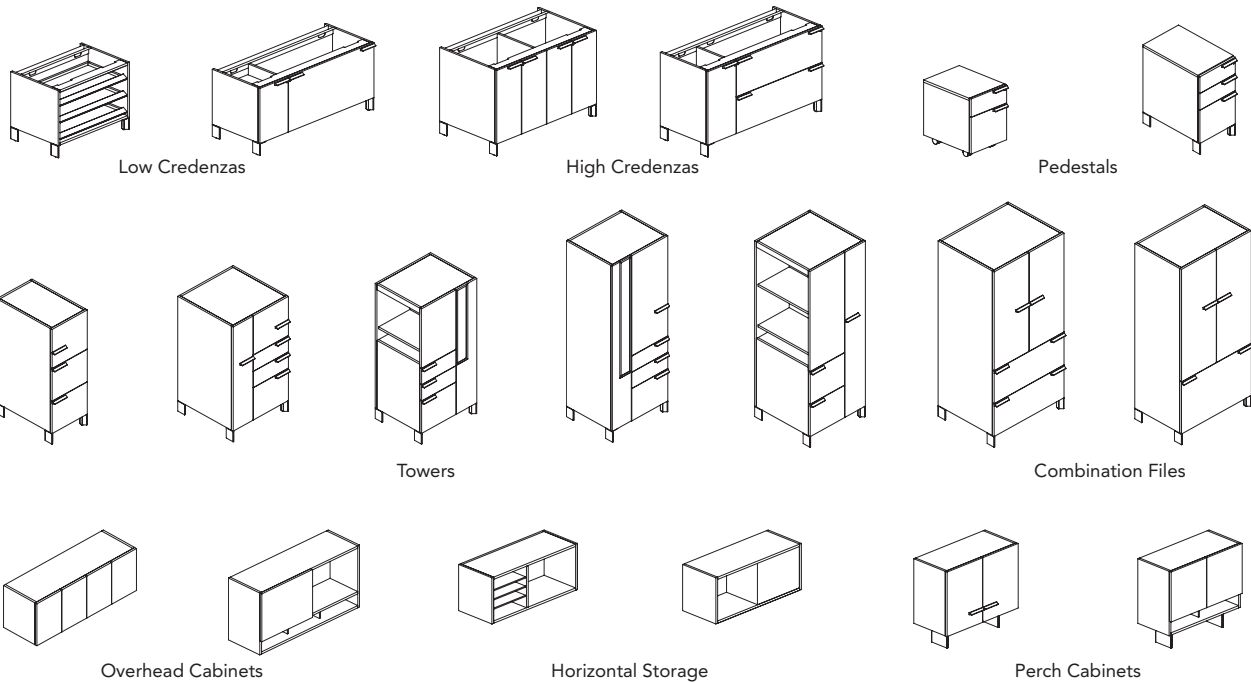 Low Credenzas
High Credenzas
Pedestals
Towers
Combination Files
Overhead Cabinets
Horizontal Storage
Perch Cabinets